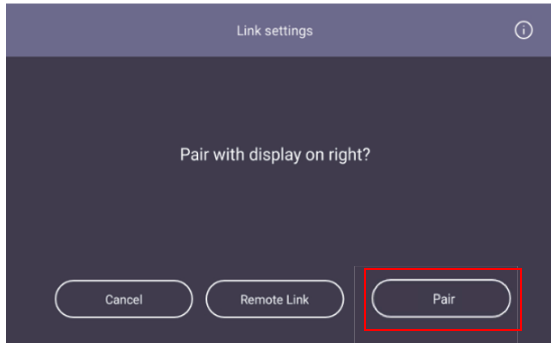 Link settings
Pair with display on right?
Cancel
Remote Link
Pair